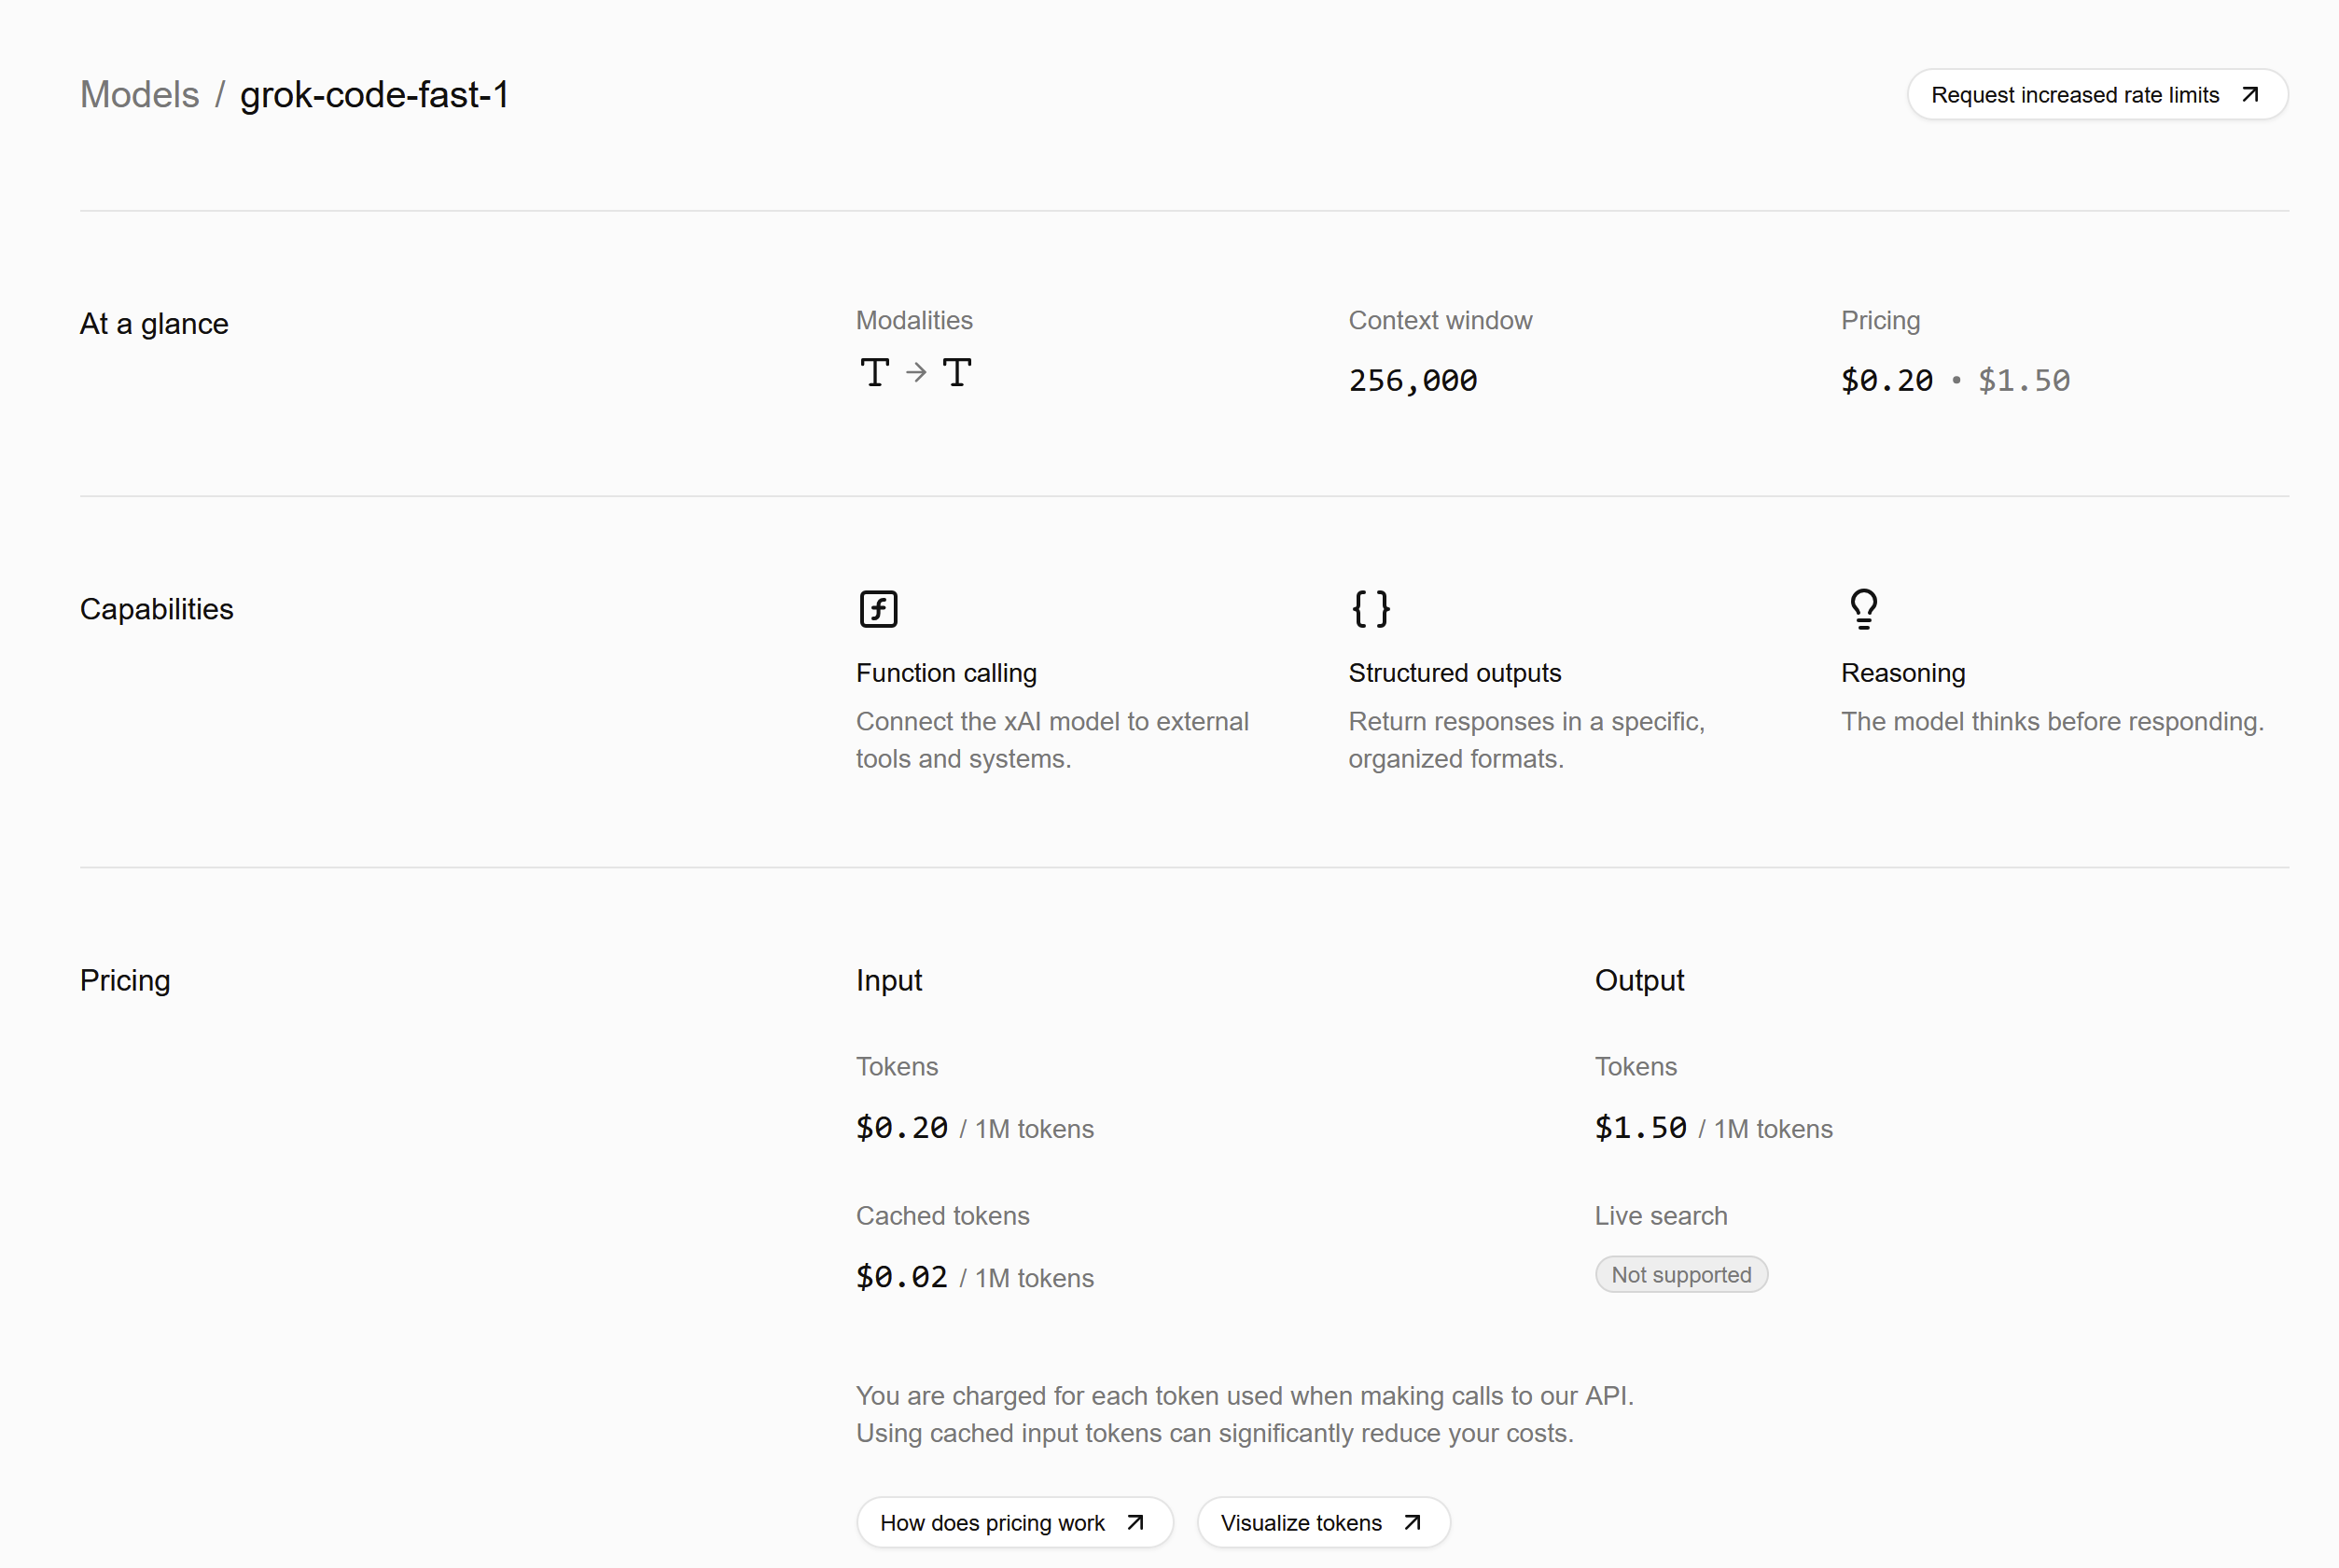 Models / grok-code-fast-1
Request increased rate limits
At a glance
Modalities
T → T
Context window
256,000
Pricing
$0.20 • $1.50
Capabilities
Function calling
Connect the xAI model to external
tools and systems.
Structured outputs
Return responses in a specific,
organized formats.
Reasoning
The model thinks before responding.
Pricing
Input
Tokens
$0.20 / 1M tokens
Cached tokens
$0.02 / 1M tokens
Output
Tokens
$1.50 / 1M tokens
Live search
Not supported
You are charged for each token used when making calls to our API.
Using cached input tokens can significantly reduce your costs.
How does pricing work
Visualize tokens